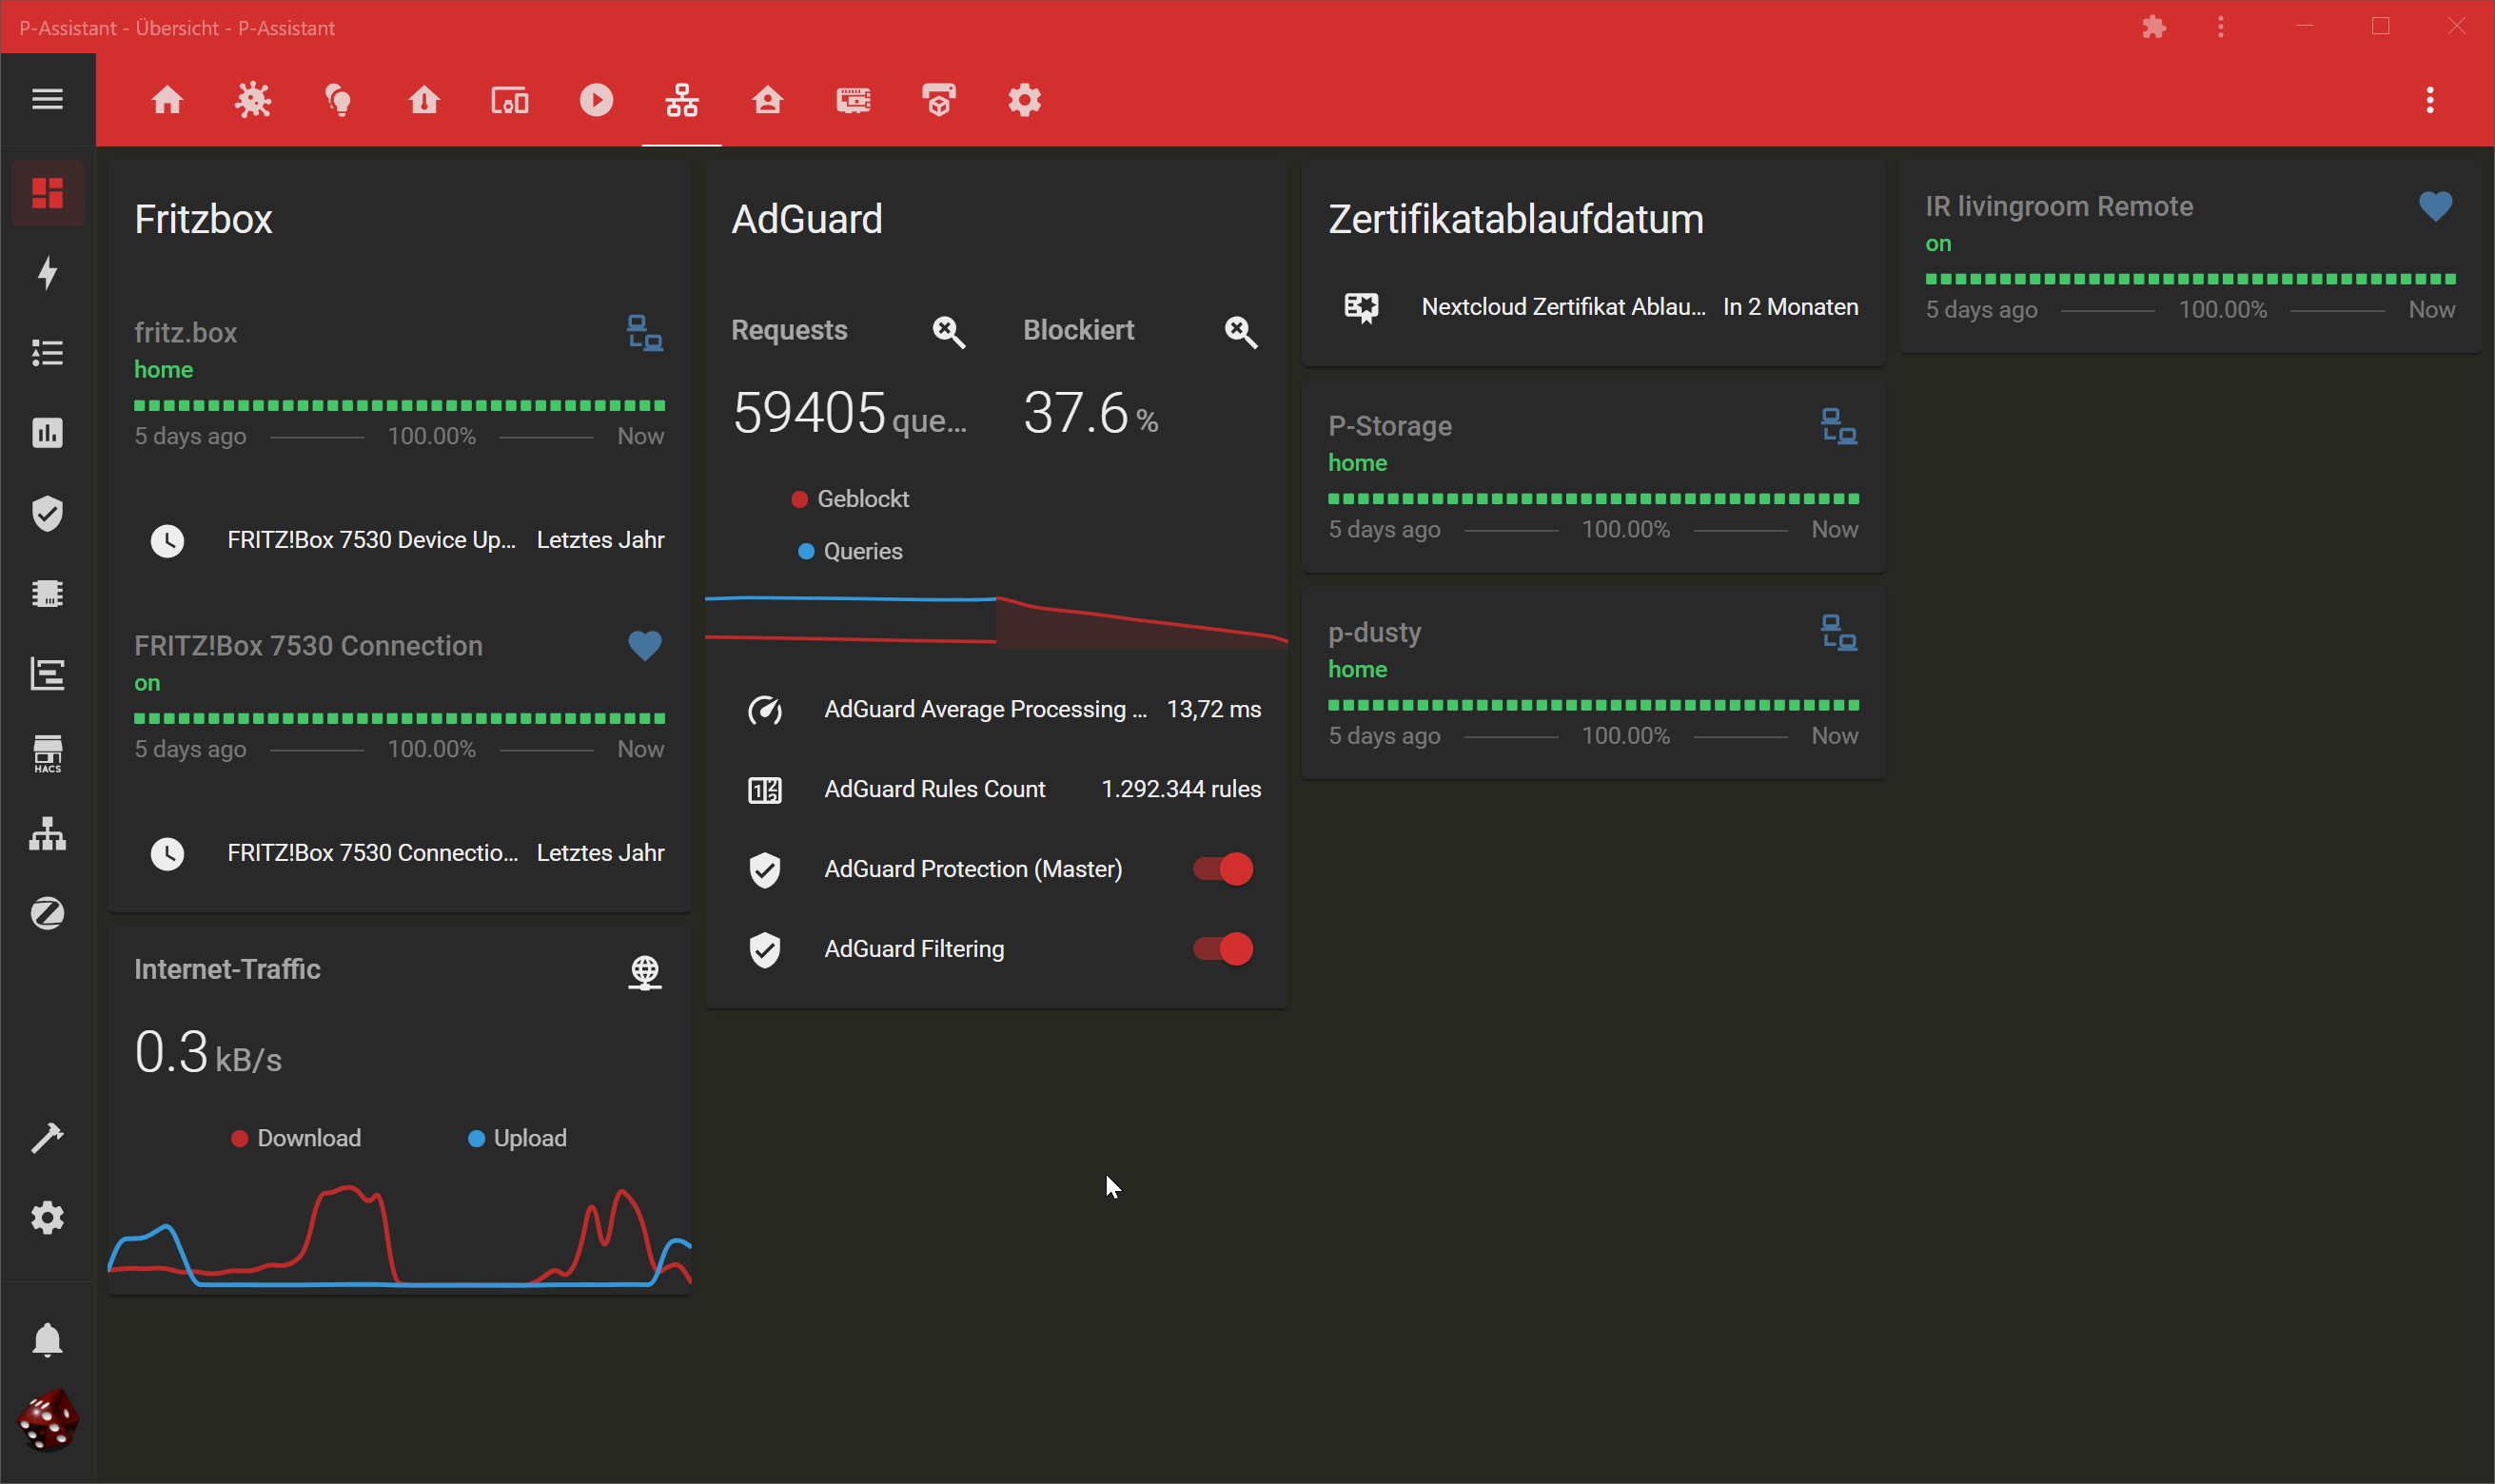 P-Assistant - Übersicht - P-Assistant
HACS
Fritzbox
fritz.box
home
5 days ago 100.00% Now
FRITZ!Box 7530 Device Up... Letztes Jahr
FRITZ!Box 7530 Connection
on
5 days ago 100.00% Now
FRITZ!Box 7530 Connectio... Letztes Jahr
Internet-Traffic
0.3 kB/s
Download Upload
AdGuard
Requests Blockiert
59405 que... 37.6 %
Geblockt
Queries
AdGuard Average Processing ... 13,72 ms
AdGuard Rules Count 1.292.344 rules
AdGuard Protection (Master)
AdGuard Filtering
Zertifikatablaufdatum
Nextcloud Zertifikat Ablau... In 2 Monaten
P-Storage
home
5 days ago 100.00% Now
p-dusty
home
5 days ago 100.00% Now
IR livingroom Remote
on
5 days ago 100.00% Now